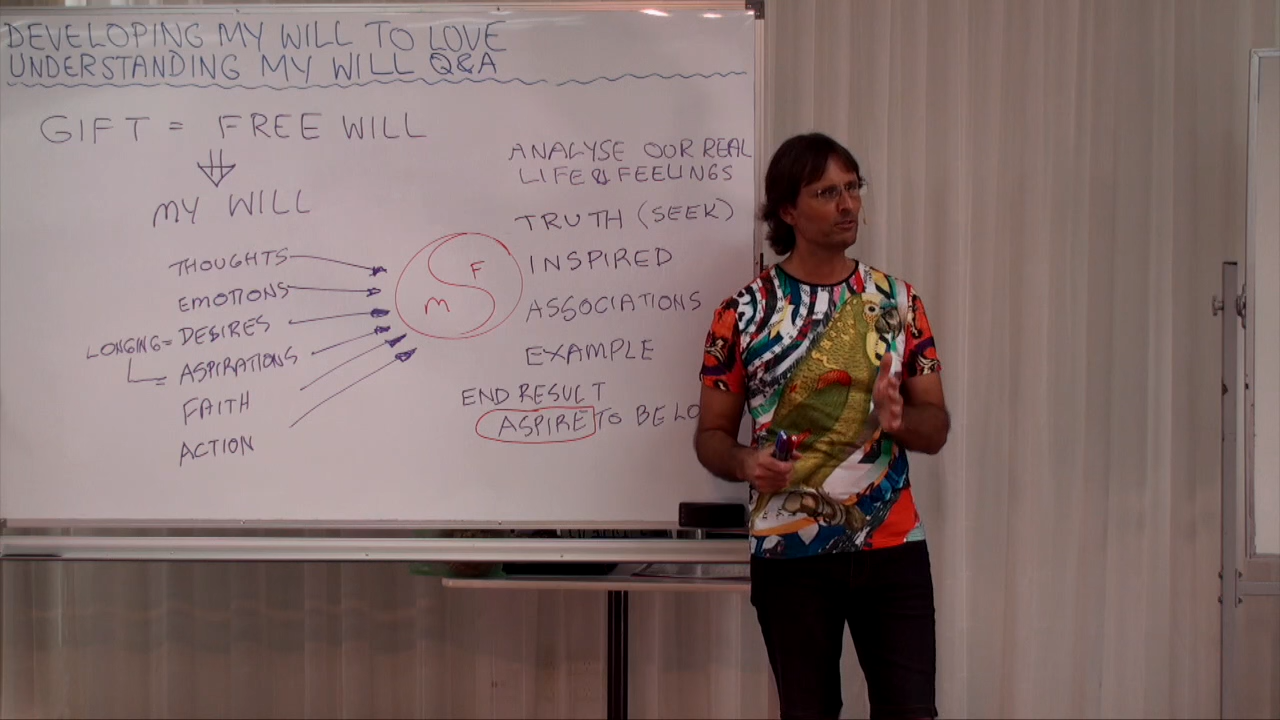 DEVELOPING MY WILL TO LOVE
UNDERSTANDING MY WILL Q&A
GIFT = FREE WILL
MY WILL
THOUGHTS
EMOTIONS
LONGING = DESIRES
= ASPIRATIONS
FAITH
ACTION
F
M
ANALYSE OUR REAL
LIFE & FEELINGS
TRUTH (SEEK)
INSPIRED
ASSOCIATIONS
EXAMPLE
END RESULT
ASPIRE TO BE LO